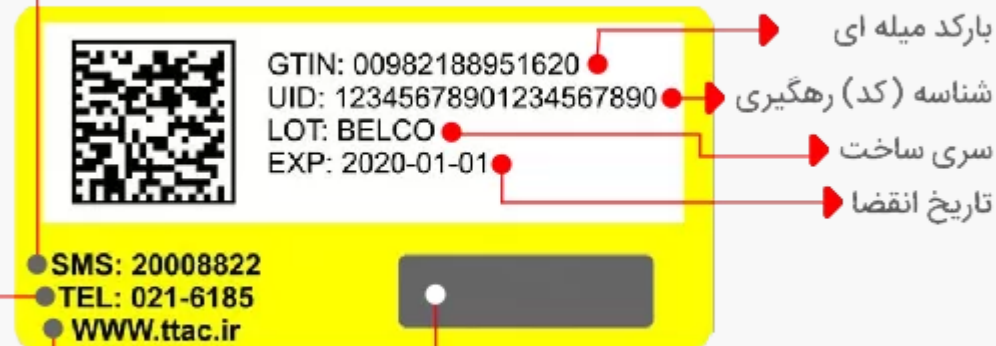 GTIN: 00982188951620
UID: 12345678901234567890
LOT: BELCO
EXP: 2020-01-01
بارکد میله ای
شناسه (کد) رهگیری
سری ساخت
تاریخ انقضا
SMS: 20008822
TEL: 021-6185
WWW.ttac.ir